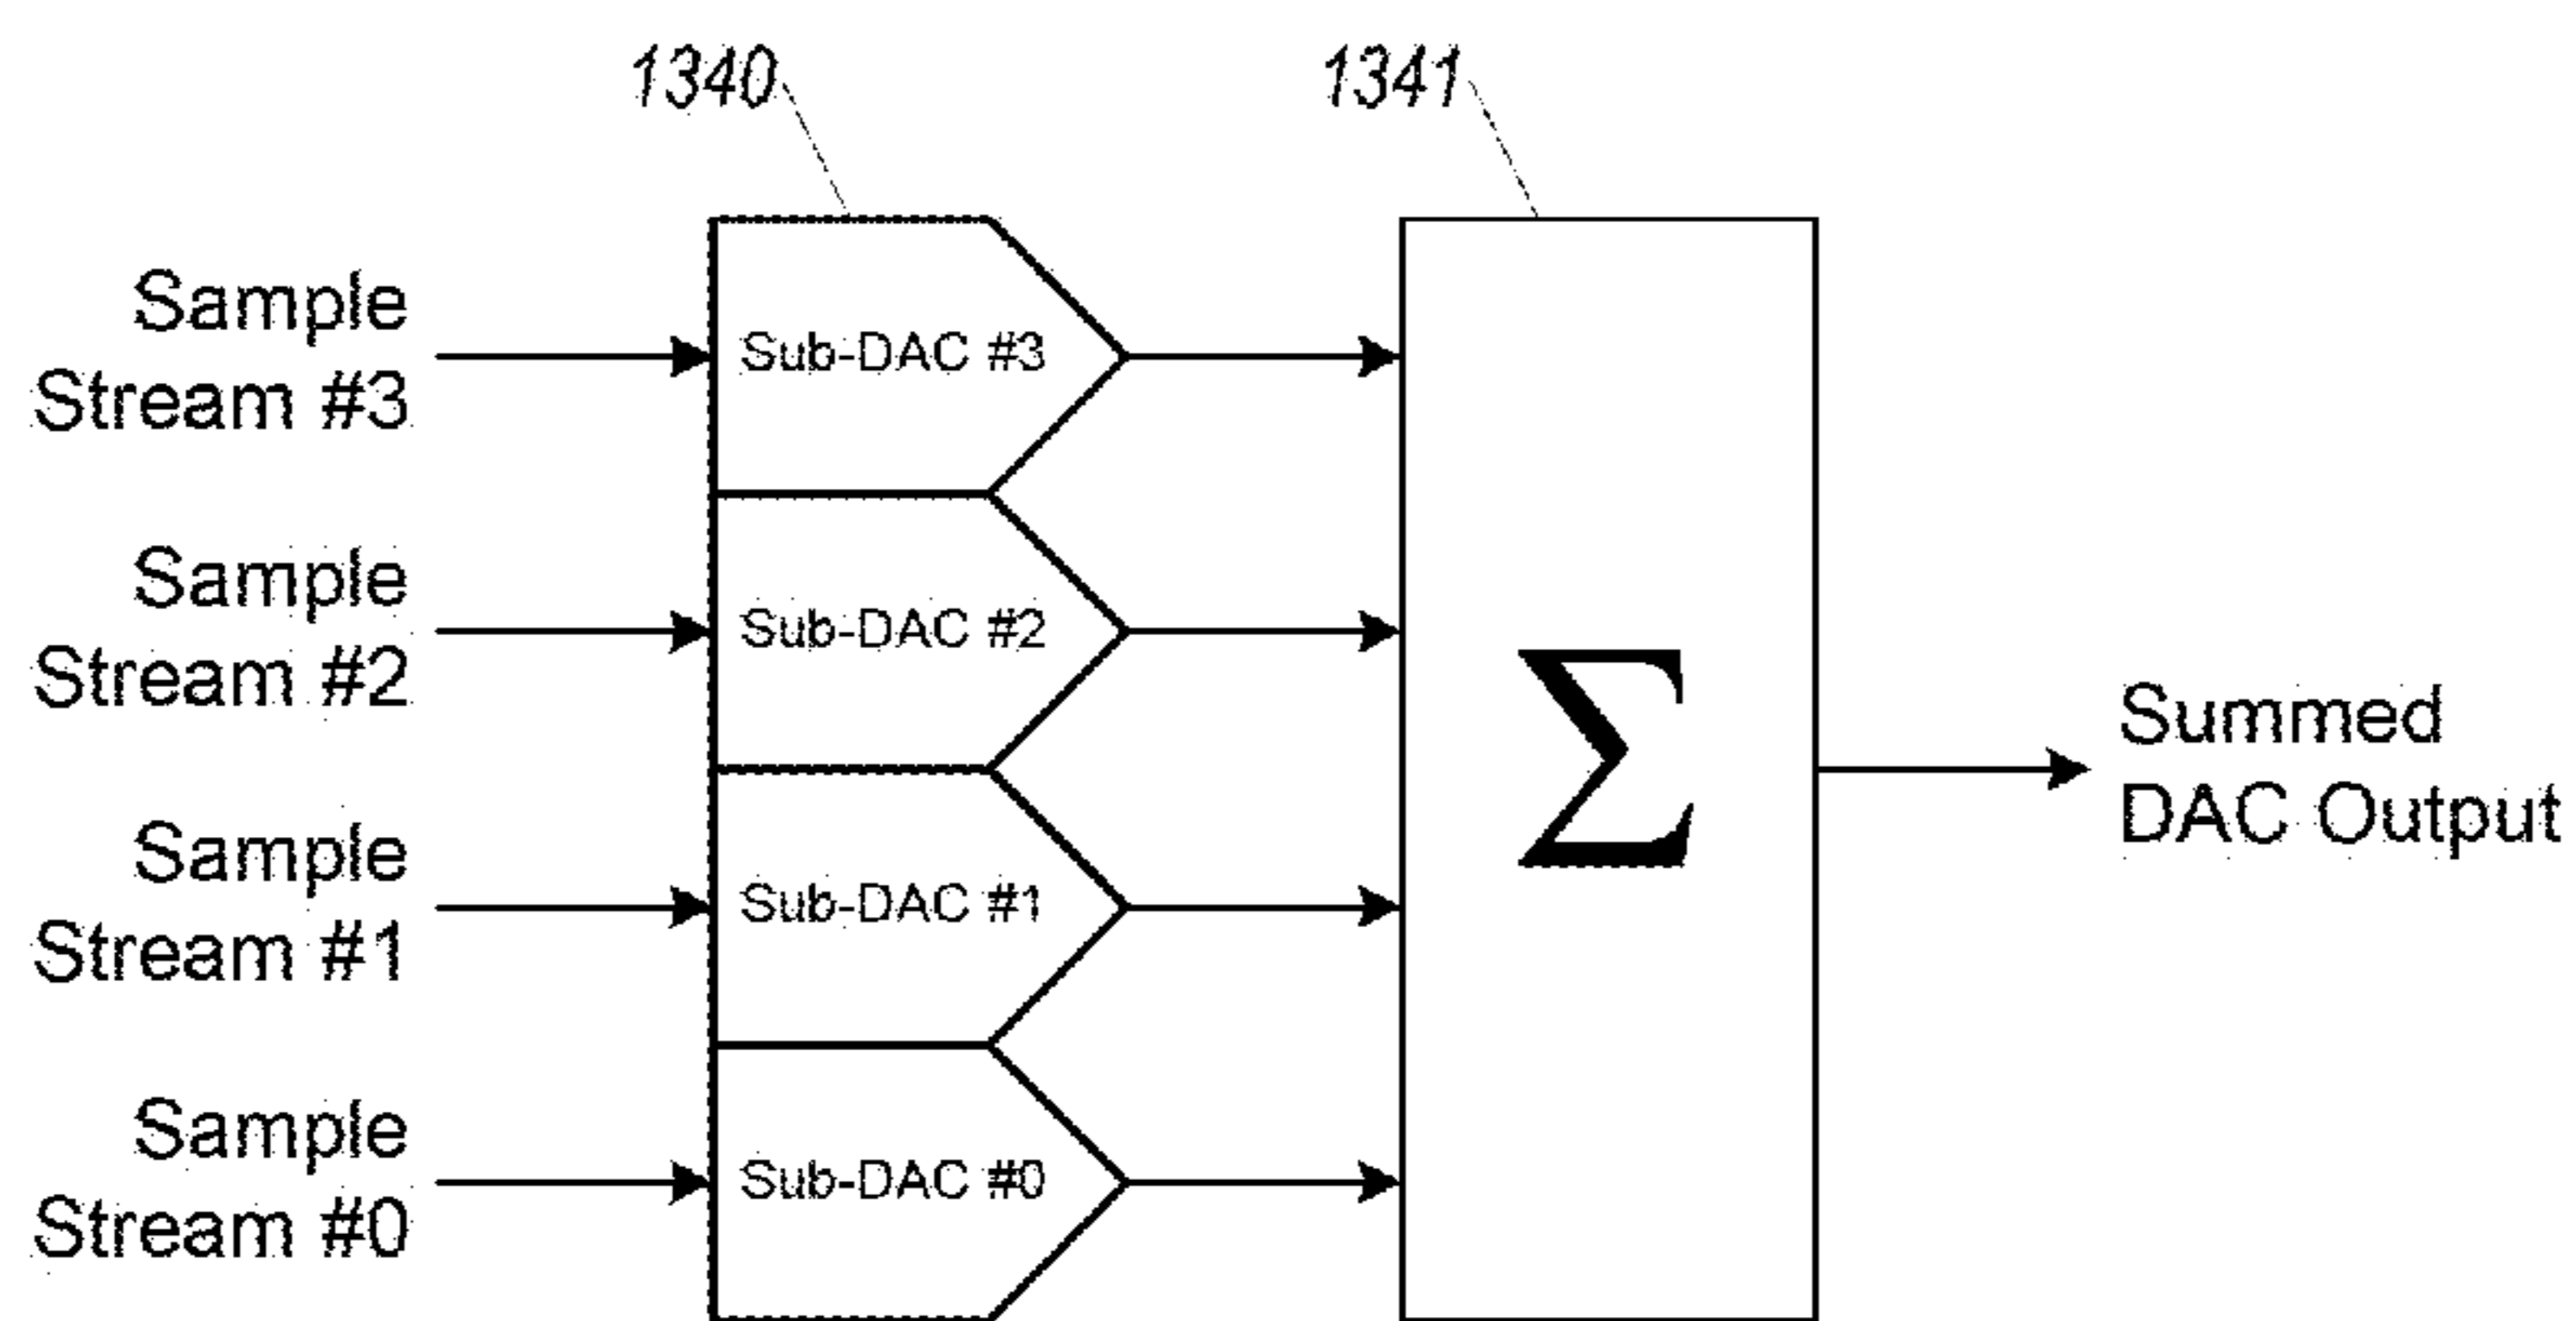 1340
1341
Sample
Stream #3
Sub-DAC #3
Sample
Stream #2
Sub-DAC #2
Σ
Summed
DAC Output
Sample
Stream #1
Sub-DAC #1
Sample
Stream #0
Sub-DAC #0